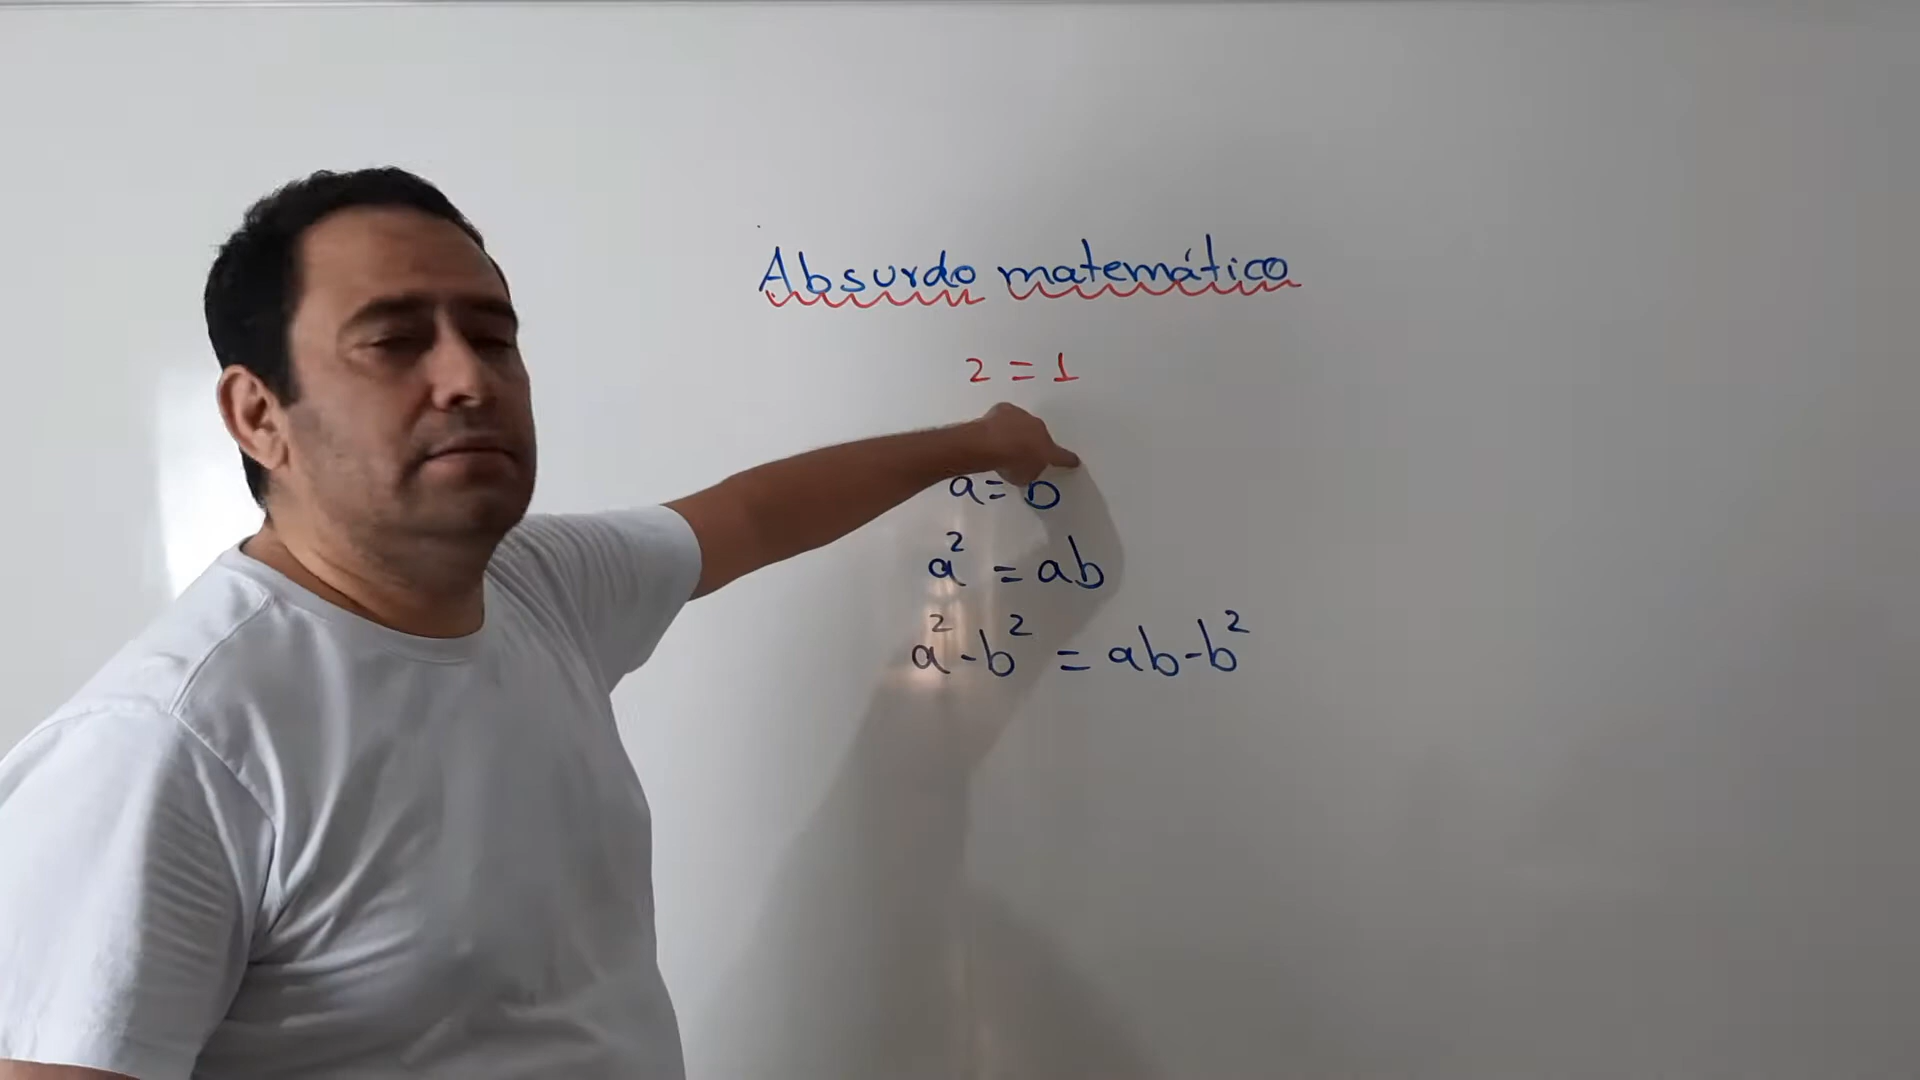 Absurdo matemático
2 = 1
a = b
a² = ab
a² - b² = ab - b²